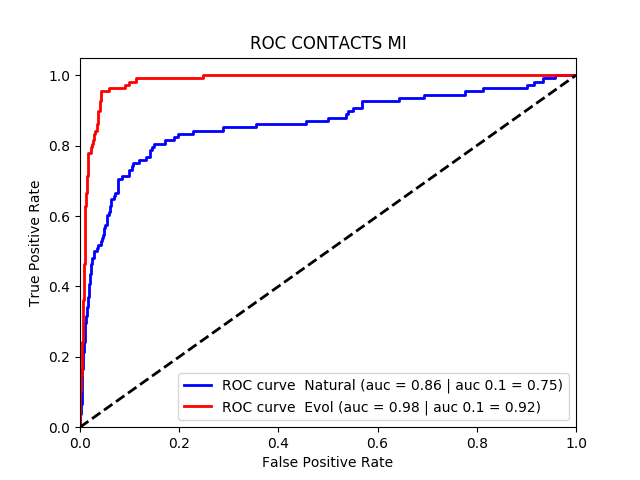 ROC CONTACTS MI
True Positive Rate
1.0
0.8
0.6
0.4
0.2
0.0
ROC curve  Natural (auc = 0.86 | auc 0.1 = 0.75)
ROC curve  Evol (auc = 0.98 | auc 0.1 = 0.92)
0.0 0.2 0.4 0.6 0.8 1.0
False Positive Rate